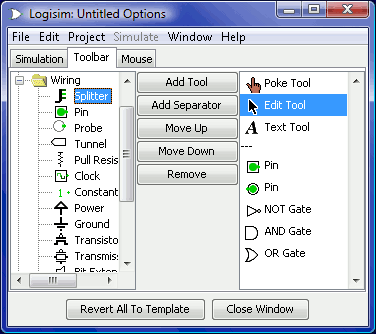 Logisim: Untitled Options
File Edit Project Simulate Window Help
Simulation Toolbar Mouse
Wiring
Splitter
Pin
Probe
Tunnel
Pull Resis
Clock
Constant
Power
Ground
Transisto
Transmis
Bit Exten
Add Tool
Add Separator
Move Up
Move Down
Remove
Poke Tool
Edit Tool
Text Tool
---
Pin
Pin
NOT Gate
AND Gate
OR Gate
Revert All To Template
Close Window